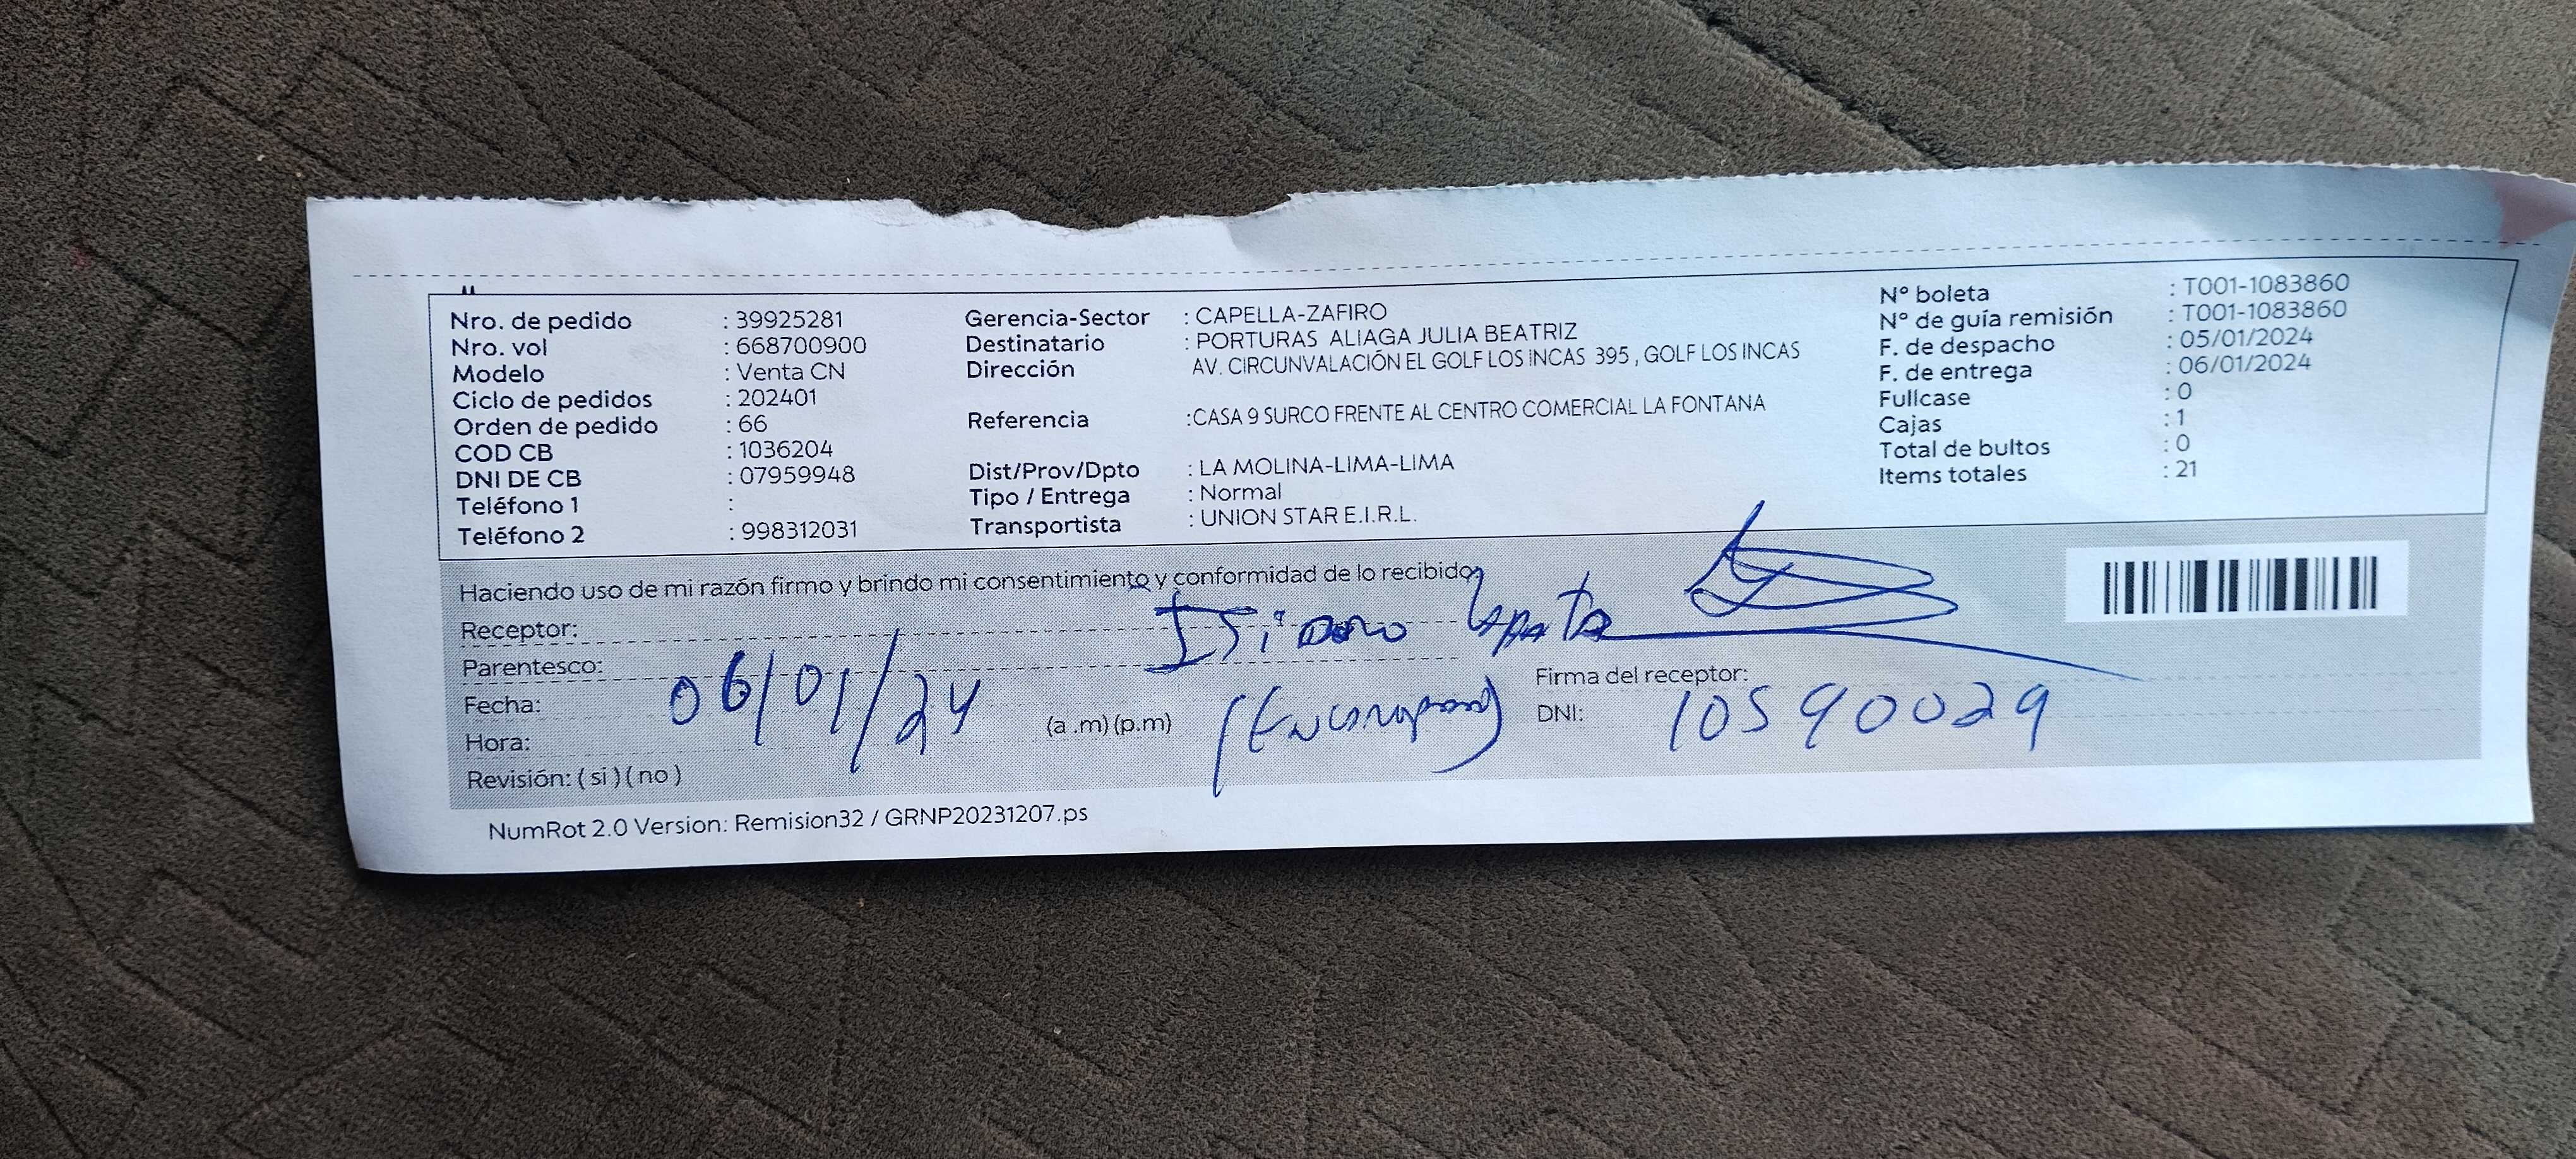 Nro. de pedido : 39925281
Nro. vol : 668700900
Modelo : Venta CN
Ciclo de pedidos : 202401
Orden de pedido : 66
COD CB : 1036204
DNI DE CB : 07959948
Teléfono 1 :
Teléfono 2 : 998312031
Gerencia-Sector : CAPELLA-ZAFIRO
Destinatario : PORTURAS ALIAGA JULIA BEATRIZ
Dirección AV. CIRCUNVALACIÓN EL GOLF LOS INCAS 395 , GOLF LOS INCAS
Referencia :CASA 9 SURCO FRENTE AL CENTRO COMERCIAL LA FONTANA
Dist/Prov/Dpto : LA MOLINA-LIMA-LIMA
Tipo / Entrega : Normal
Transportista : UNION STAR E.I.R.L.
N° boleta : T001-1083860
N° de guía remisión : T001-1083860
F. de despacho : 05/01/2024
F. de entrega : 06/01/2024
Fullcase : 0
Cajas : 1
Total de bultos : 0
Items totales : 21
Haciendo uso de mi razón firmo y brindo mi consentimiento y conformidad de lo recibido
Receptor: Isidoro Zapata
Parentesco:
Firma del receptor:
Fecha: 06/01/24
DNI: 10590029
Hora: (a .m) (p.m)
Revisión: ( si ) ( no )
NumRot 2.0 Version: Remision32 / GRNP20231207.ps